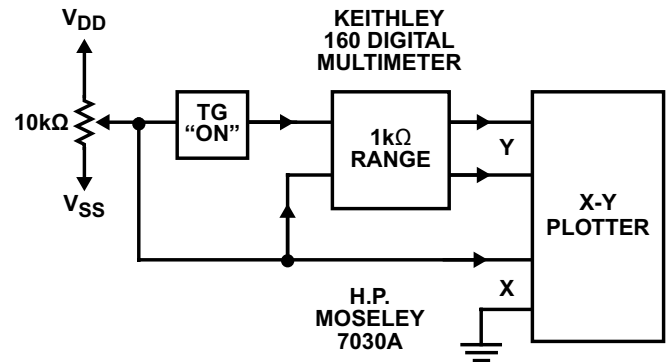 VDD
KEITHLEY
160 DIGITAL
MULTIMETER
10kΩ
TG
“ON”
1kΩ
RANGE
Y
X-Y
PLOTTER
VSS
X
H.P.
MOSELEY
7030A